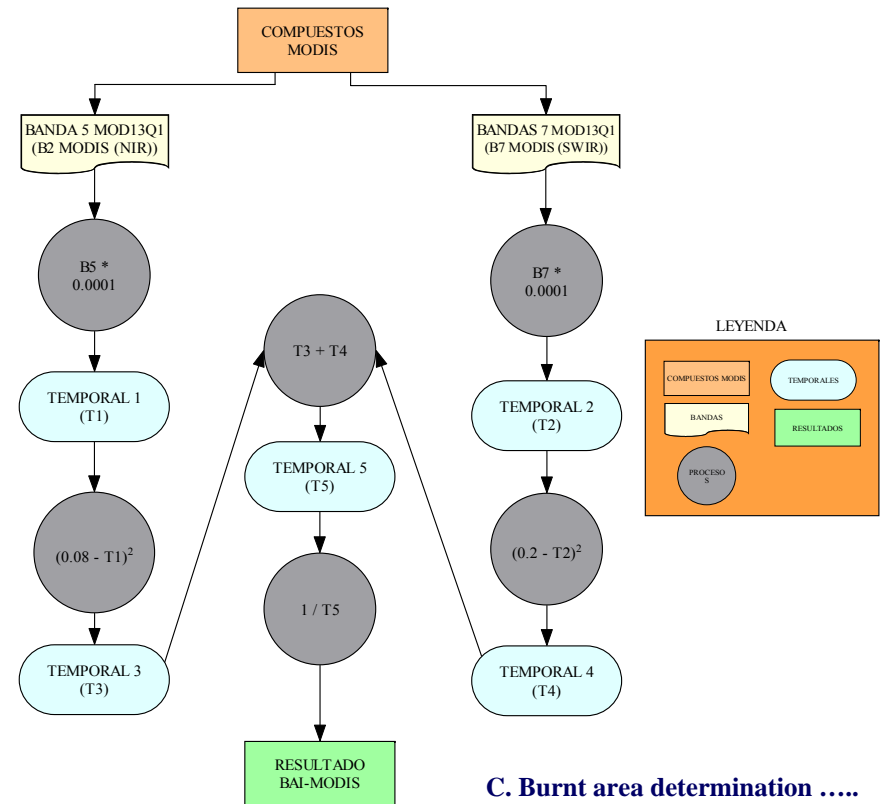 COMPUESTOS
MODIS
BANDA 5 MOD13Q1
(B2 MODIS (NIR))
BANDAS 7 MOD13Q1
(B7 MODIS (SWIR))
B5 *
0.0001
B7 *
0.0001
T3 + T4
TEMPORAL 1
(T1)
TEMPORAL 2
(T2)
TEMPORAL 5
(T5)
(0.08 - T1)²
(0.2 - T2)²
1 / T5
TEMPORAL 3
(T3)
TEMPORAL 4
(T4)
RESULTADO
BAI-MODIS
LEYENDA
COMPUESTOS MODIS
TEMPORALES
BANDAS
RESULTADOS
PROCESO
S
C. Burnt area determination …..